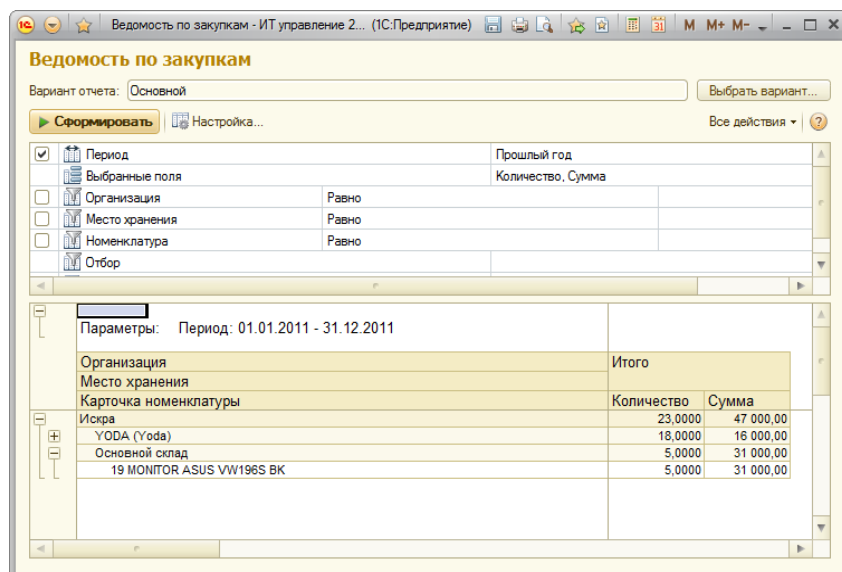 Ведомость по закупкам - ИТ управление 2... (1С:Предприятие) 31 M M+ M-
Ведомость по закупкам
Вариант отчета: Основной Выбрать вариант...
Сформировать Настройка... Все действия ?
Период Прошлый год
Выбранные поля Количество, Сумма
Организация Равно
Место хранения Равно
Номенклатура Равно
Отбор
Параметры: Период: 01.01.2011 - 31.12.2011
Организация Итого
Место хранения
Карточка номенклатуры Количество Сумма
Искра 23,0000 47 000,00
YODA (Yoda) 18,0000 16 000,00
Основной склад 5,0000 31 000,00
19 MONITOR ASUS VW196S BK 5,0000 31 000,00